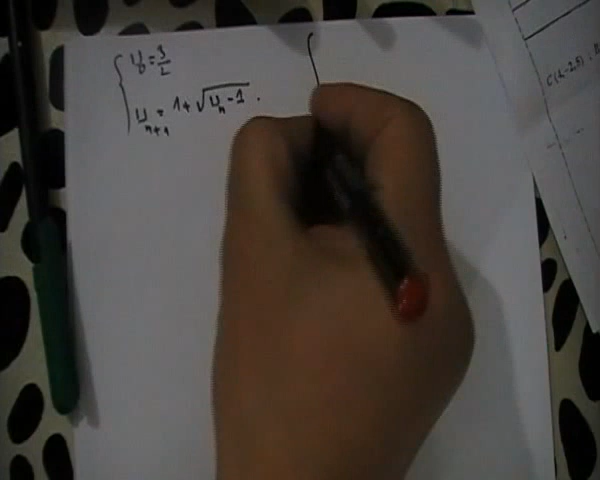 U₀ = 3/2
Uₙ₊₁ = 1 + √(Uₙ - 1) .